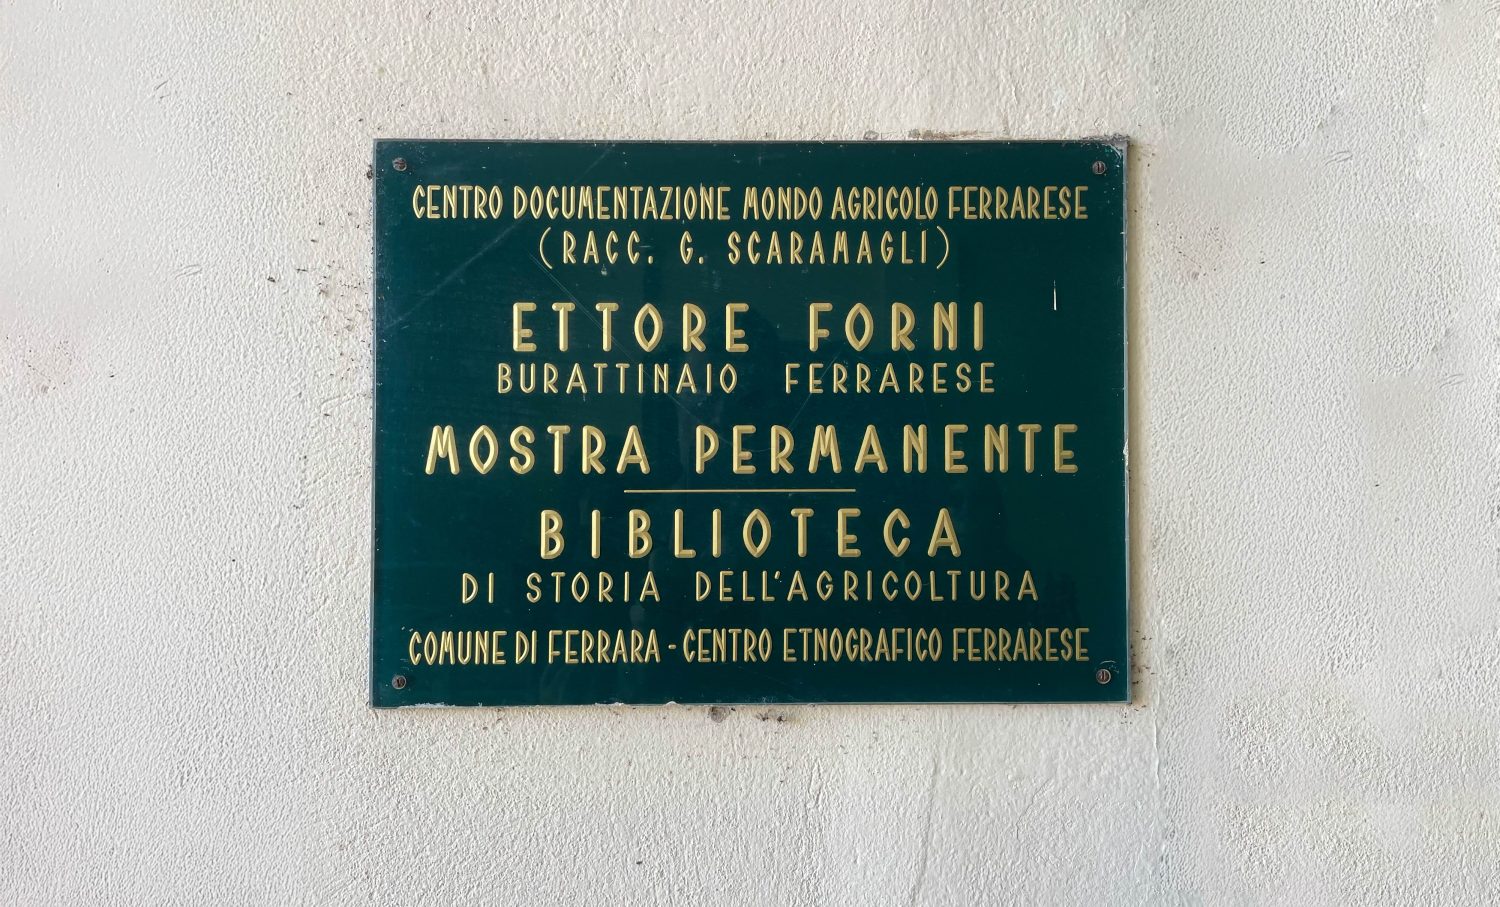 CENTRO DOCUMENTAZIONE MONDO AGRICOLO FERRARESE
(RACC. G. SCARAMAGLI)
ETTORE FORNI
BURATTINAIO FERRARESE
MOSTRA PERMANENTE
BIBLIOTECA
DI STORIA DELL'AGRICOLTURA
COMUNE DI FERRARA - CENTRO ETNOGRAFICO FERRARESE